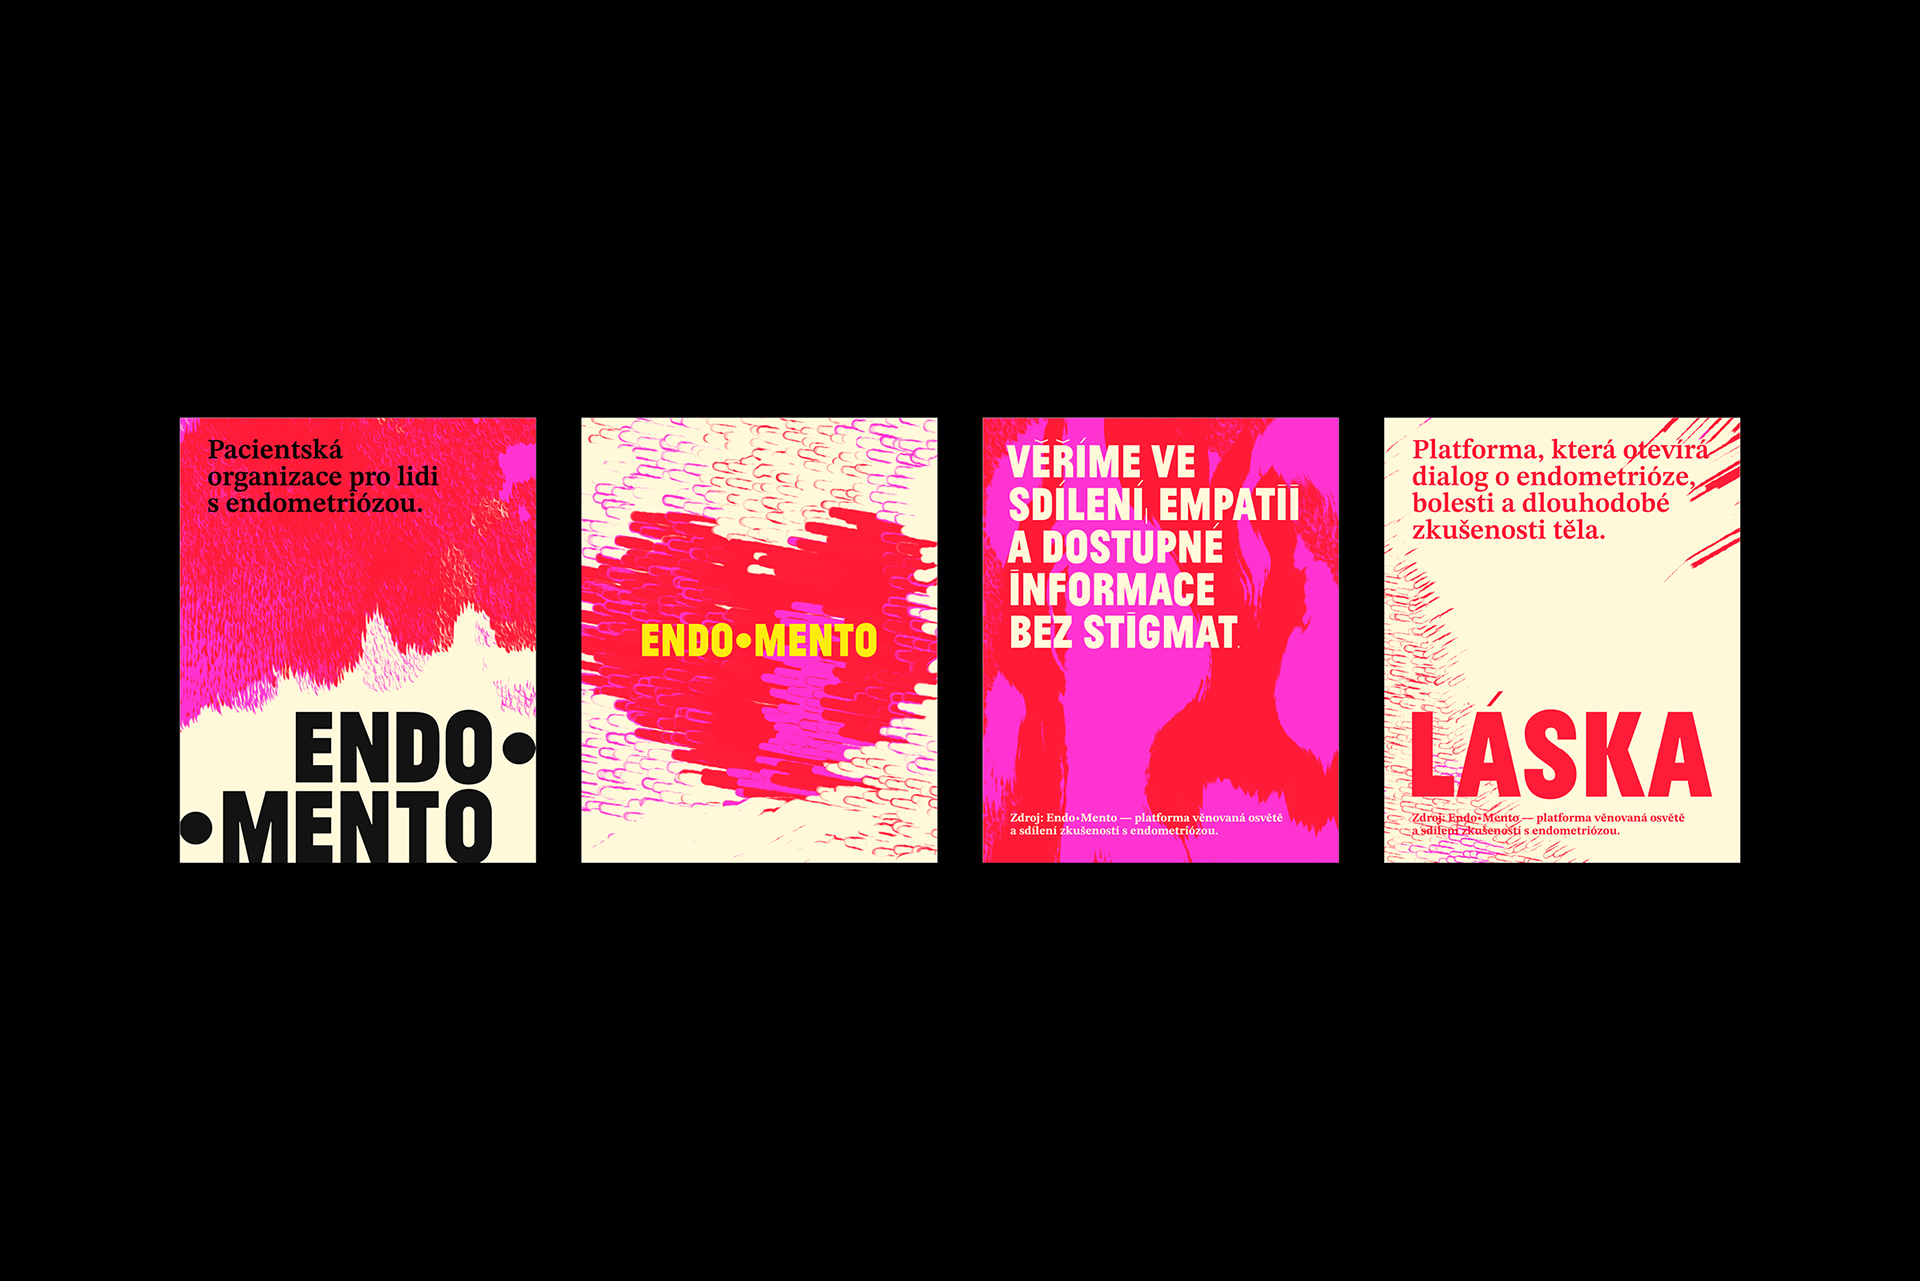 Pacientská
organizace pro lidi
s endometriózou.
ENDO•
•MENTO
ENDO•MENTO
VĚŘÍME VE
SDÍLENÍ, EMPATII
A DOSTUPNÉ
INFORMACE
BEZ STIGMAT.
Zdroj: Endo•Mento — platforma věnovaná osvětě
a sdílení zkušeností s endometriózou.
Platforma, která otevírá
dialog o endometrióze,
bolesti a dlouhodobé
zkušenosti těla.
LÁSKA
Zdroj: Endo•Mento — platforma věnovaná osvětě
a sdílení zkušeností s endometriózou.